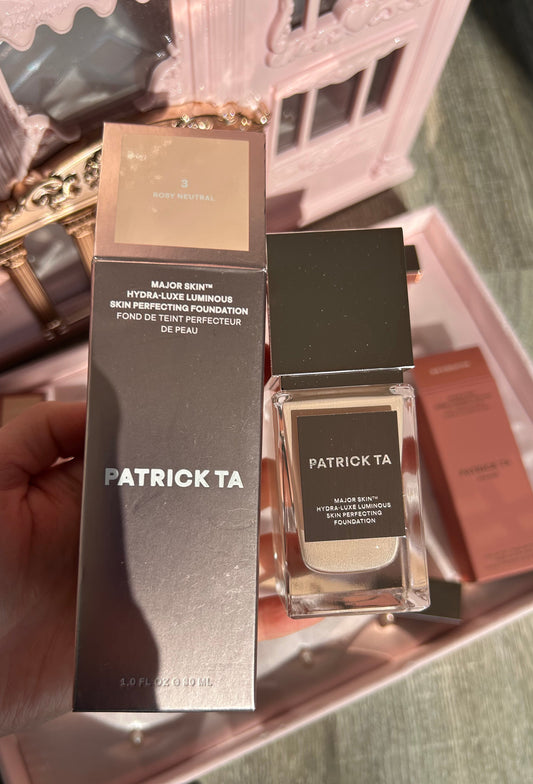 3
ROSY NEUTRAL
MAJOR SKIN™
HYDRA-LUXE LUMINOUS
SKIN PERFECTING FOUNDATION
FOND DE TEINT PERFECTEUR
DE PEAU
PATRICK TA
1.0 FL OZ ℮ 30 ML
PATRICK TA
MAJOR SKIN™
HYDRA-LUXE LUMINOUS
SKIN PERFECTING
FOUNDATION
PATRICK TA